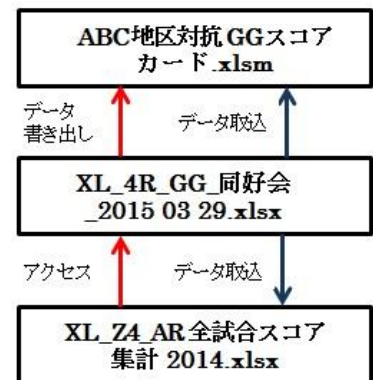 ABC地区対抗 GGスコア
カード.xlsm
データ
書き出し
データ取込
XL_4R_GG_同好会
_2015 03 29.xlsx
アクセス
データ取込
XL_Z4_AR全試合スコア
集計 2014.xlsx